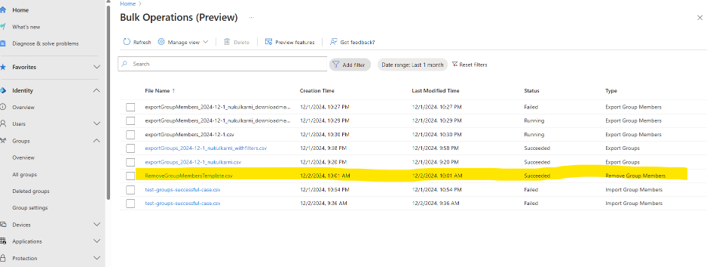 Home
What's new
Diagnose & solve problems
Favorites
Identity
Overview
Users
Groups
Overview
All groups
Deleted groups
Group settings
Devices
Applications
Protection
Home >
Bulk Operations (Preview) ...
Refresh Manage view Delete Preview features Got feedback?
Search Add filter Date range: Last 1 month Reset filters
File Name ↑ Creation Time Last Modified Time Status Type
exportGroupMembers_2024-12-1_nukulkarni_downloadme... 12/1/2024, 10:27 PM 12/1/2024, 10:27 PM Failed Export Group Members
exportGroupMembers_2024-12-1_nukulkarni_downloadme... 12/1/2024, 10:29 PM 12/1/2024, 10:29 PM Running Export Group Members
exportGroupMembers_2024-12-1.csv 12/1/2024, 10:30 PM 12/1/2024, 10:30 PM Running Export Group Members
exportGroups_2024-12-1_nukulkarni_withfilters.csv 12/1/2024, 9:58 PM 12/1/2024, 9:58 PM Succeeded Export Groups
exportGroups_2024-12-1_nukulkarni.csv 12/1/2024, 9:20 PM 12/1/2024, 9:20 PM Succeeded Export Groups
RemoveGroupMembersTemplate.csv 12/2/2024, 10:01 AM 12/2/2024, 10:01 AM Succeeded Remove Group Members
test-groups-successful-case.csv 12/1/2024, 10:54 PM 12/1/2024, 10:54 PM Failed Import Group Members
test-groups-successful-case.csv 12/2/2024, 9:36 AM 12/2/2024, 9:36 AM Failed Import Group Members